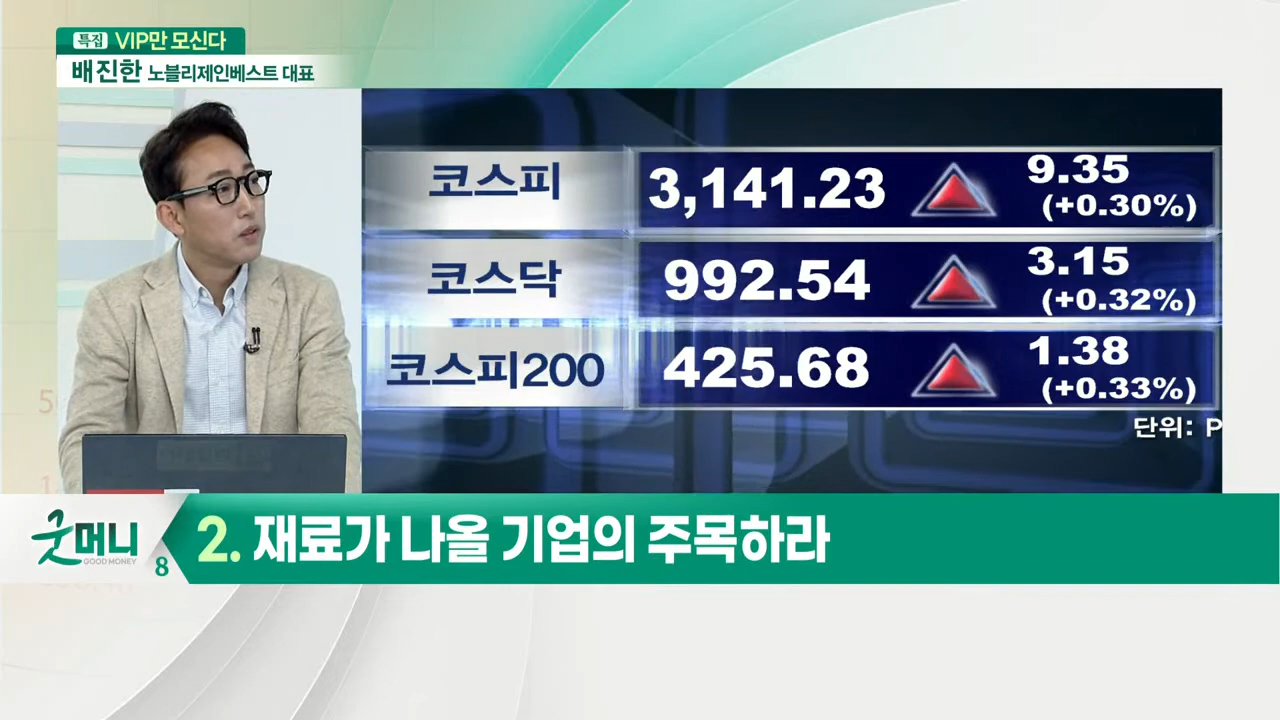 특집 VIP만 모신다
배진한 노블리제인베스트 대표
코스피 3,141.23 ▲ 9.35 (+0.30%)
코스닥 992.54 ▲ 3.15 (+0.32%)
코스피200 425.68 ▲ 1.38 (+0.33%)
단위: P
굿머니 GOOD MONEY 8
2. 재료가 나올 기업의 주목하라